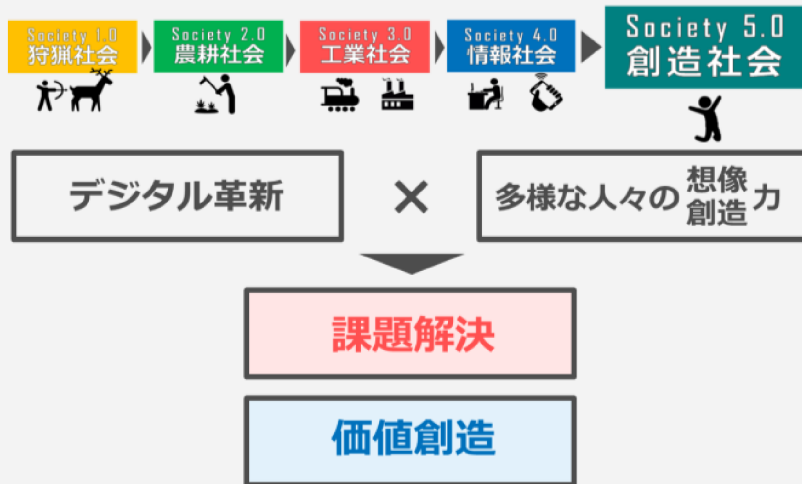 Society 1.0
狩猟社会
Society 2.0
農耕社会
Society 3.0
工業社会
Society 4.0
情報社会
Society 5.0
創造社会
デジタル革新
×
多様な人々の想像力
創造
課題解決
価値創造